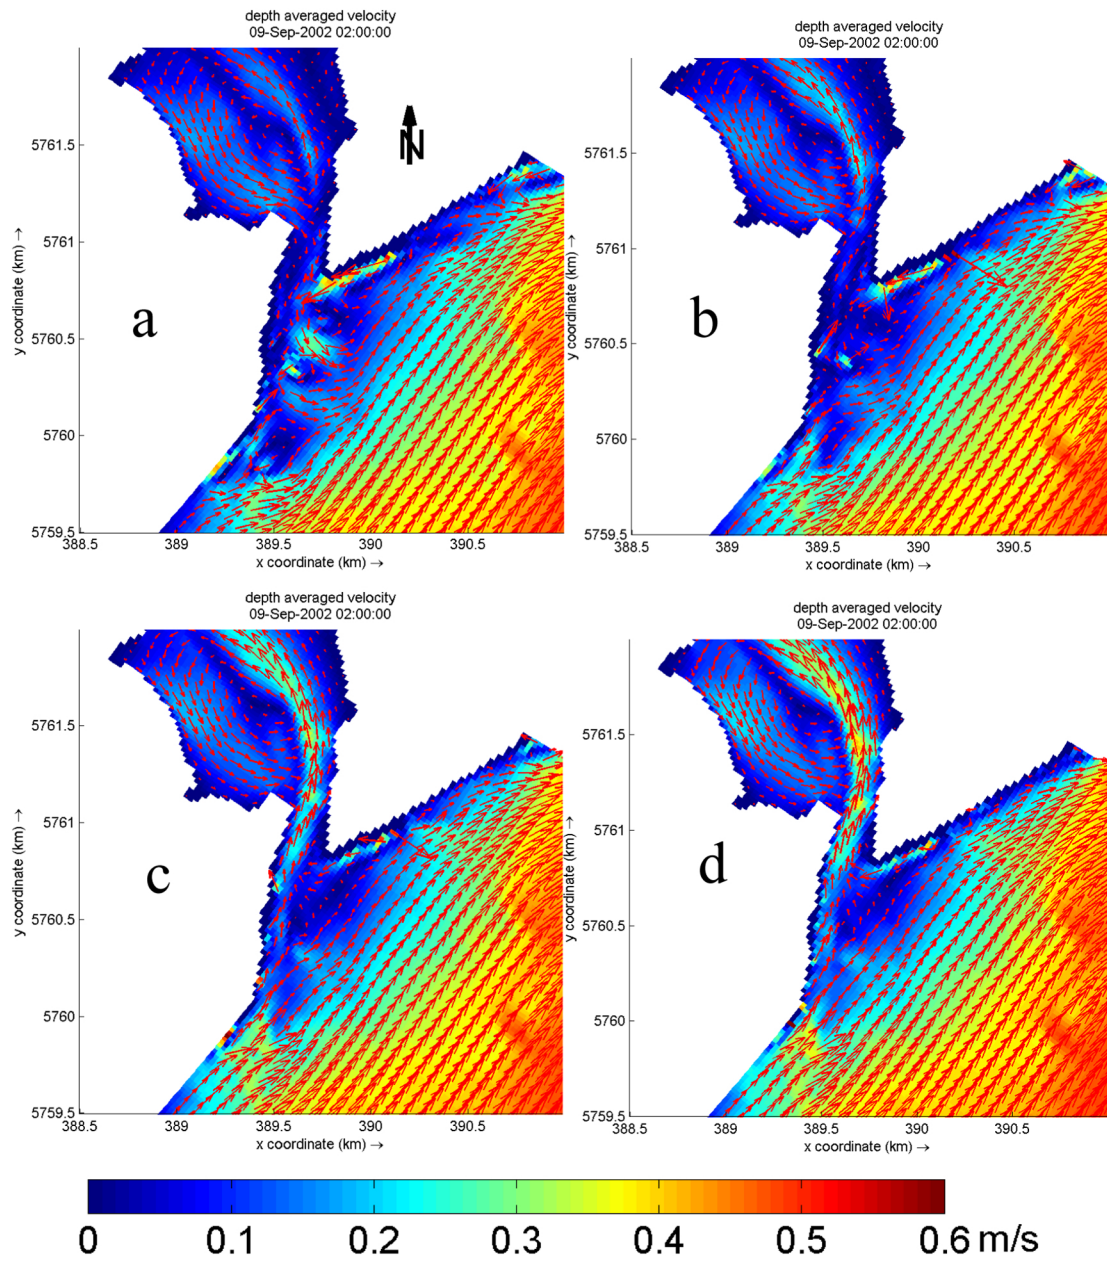 depth averaged velocity
09-Sep-2002 02:00:00
5761.5
5761
5760.5
5760
5759.5
388.5
389
389.5
390
390.5
x coordinate (km) →
y coordinate (km) →
N
a
depth averaged velocity
09-Sep-2002 02:00:00
5761.5
5761
5760.5
5760
5759.5
388.5
389
389.5
390
390.5
x coordinate (km) →
y coordinate (km) →
b
depth averaged velocity
09-Sep-2002 02:00:00
5761.5
5761
5760.5
5760
5759.5
388.5
389
389.5
390
390.5
x coordinate (km) →
y coordinate (km) →
c
depth averaged velocity
09-Sep-2002 02:00:00
5761.5
5761
5760.5
5760
5759.5
388.5
389
389.5
390
390.5
x coordinate (km) →
y coordinate (km) →
d
0 0.1 0.2 0.3 0.4 0.5 0.6 m/s